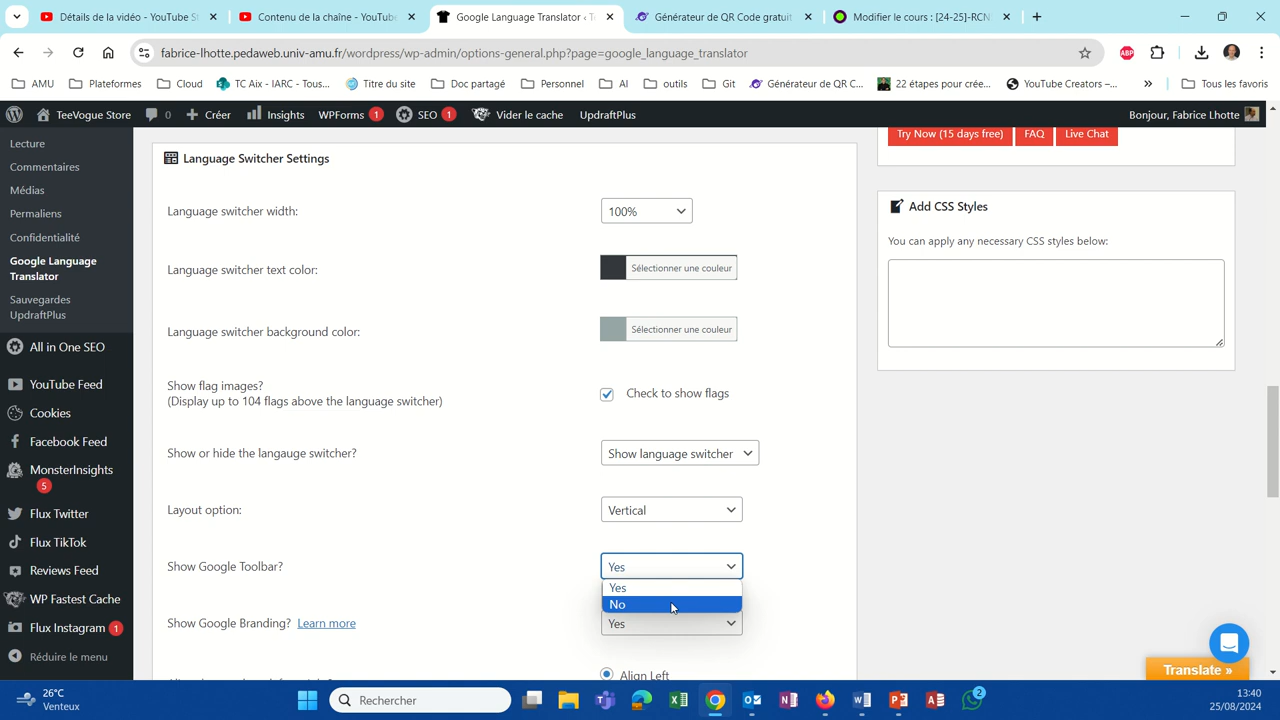 Détails de la vidéo - YouTube St
Contenu de la chaîne - YouTube
Google Language Translator ‹ T
Générateur de QR Code gratuit
Modifier le cours : [24-25]-RCN
fabrice-lhotte.pedaweb.univ-amu.fr/wordpress/wp-admin/options-general.php?page=google_language_translator
ABP
AMU
Plateformes
Cloud
TC Aix - IARC - Tous...
Titre du site
Doc partagé
Personnel
AI
outils
Git
Générateur de QR C...
22 étapes pour crée...
YouTube Creators –...
»
Tous les favoris
TeeVogue Store
0
Créer
Insights
WPForms 1
SEO 1
Vider le cache
UpdraftPlus
Bonjour, Fabrice Lhotte
Lecture
Commentaires
Médias
Permaliens
Confidentialité
Google Language
Translator
Sauvegardes
UpdraftPlus
All in One SEO
YouTube Feed
Cookies
Facebook Feed
MonsterInsights
5
Flux Twitter
Flux TikTok
Reviews Feed
WP Fastest Cache
Flux Instagram 1
Réduire le menu
Language Switcher Settings
Language switcher width:
100%
Language switcher text color:
Sélectionner une couleur
Language switcher background color:
Sélectionner une couleur
Show flag images?
(Display up to 104 flags above the language switcher)
Check to show flags
Show or hide the langauge switcher?
Show language switcher
Layout option:
Vertical
Show Google Toolbar?
Yes
Yes
No
Show Google Branding? Learn more
Yes
Align Left
Try Now (15 days free)
FAQ
Live Chat
Add CSS Styles
You can apply any necessary CSS styles below:
Translate »
26°C
Venteux
Rechercher
2
13:40
25/08/2024